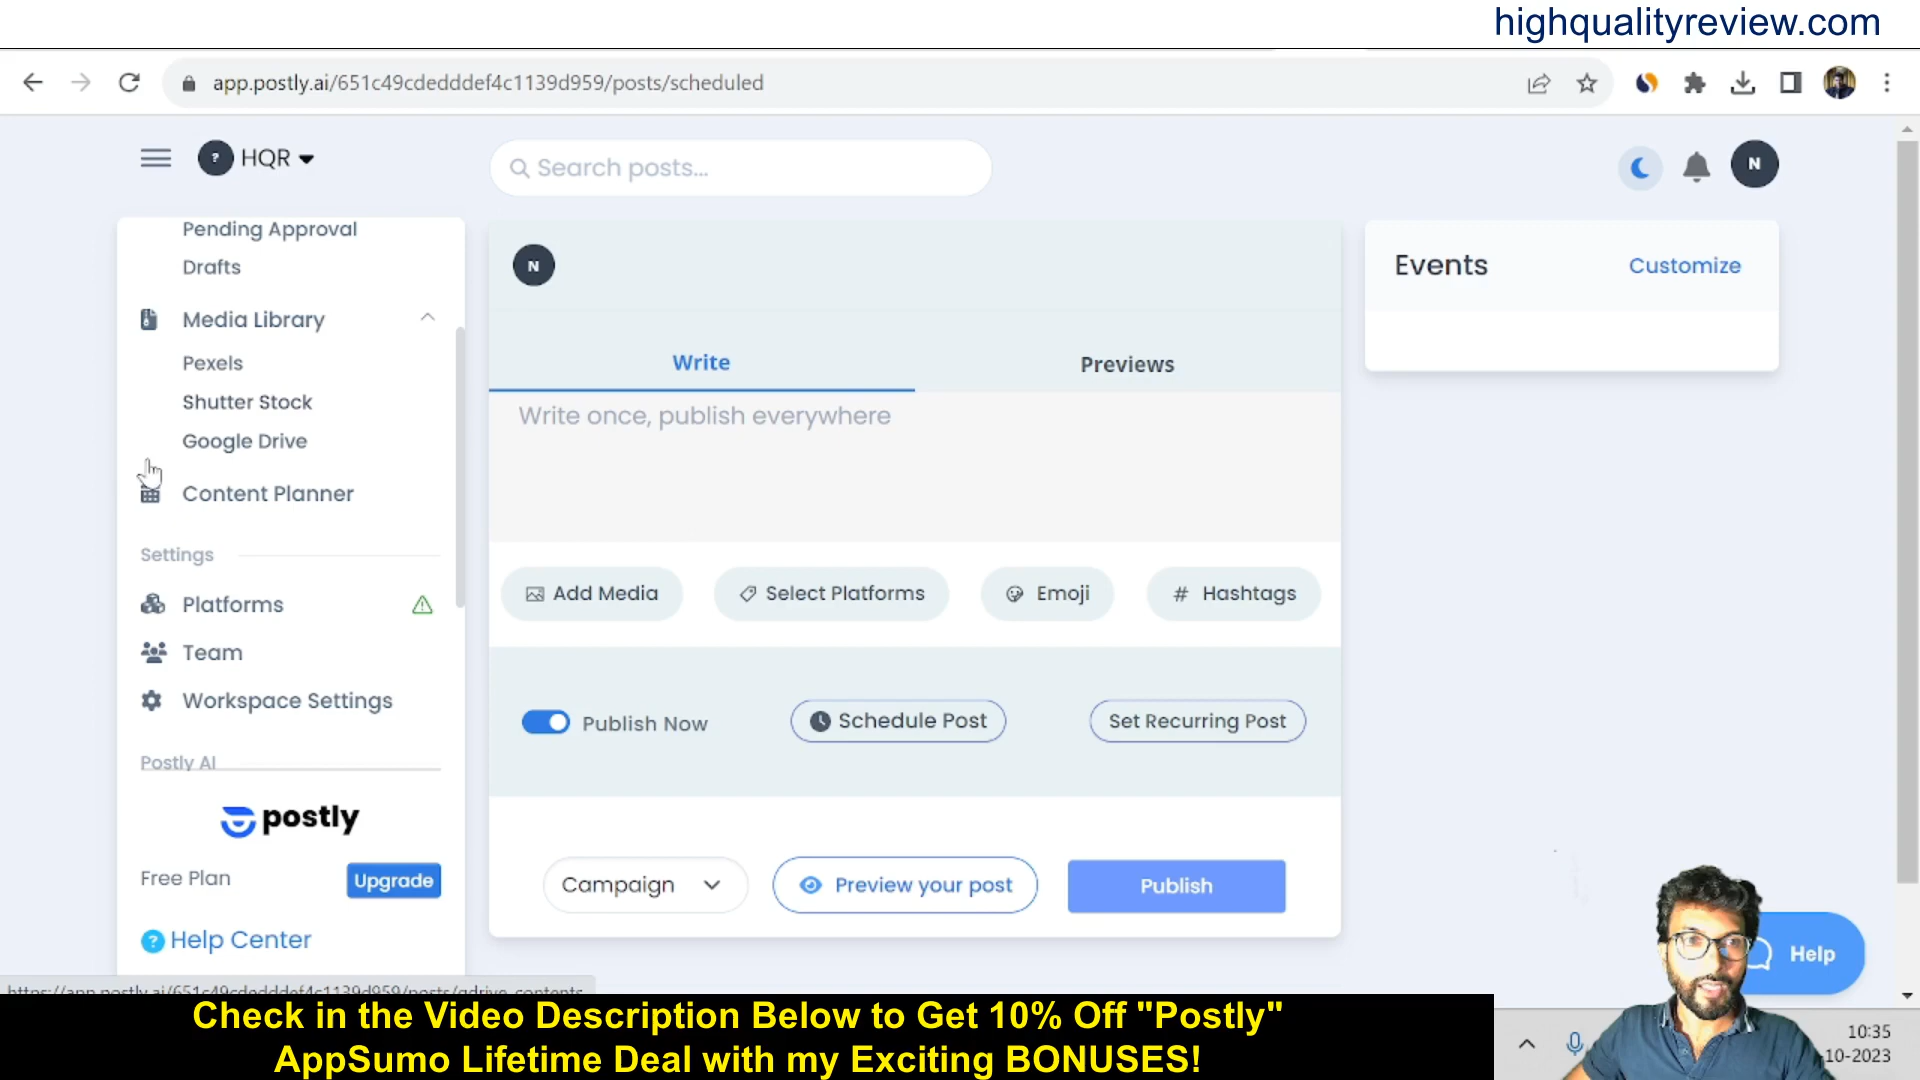 highqualityreview.com
app.postly.ai/651c49cdedddef4c1139d959/posts/scheduled
? HQR
Search posts...
N
Pending Approval
Drafts
Media Library
Pexels
Shutter Stock
Google Drive
Content Planner
Settings
Platforms
Team
Workspace Settings
Postly AI
postly
Free Plan
Upgrade
? Help Center
N
Write
Previews
Write once, publish everywhere
Add Media
Select Platforms
Emoji
# Hashtags
Publish Now
Schedule Post
Set Recurring Post
Campaign
Preview your post
Publish
Events
Customize
Help
https://app.postly.ai/651c49cdedddef4c1139d959/posts/gdrive_contents
Check in the Video Description Below to Get 10% Off "Postly"
AppSumo Lifetime Deal with my Exciting BONUSES!
10:35
-10-2023